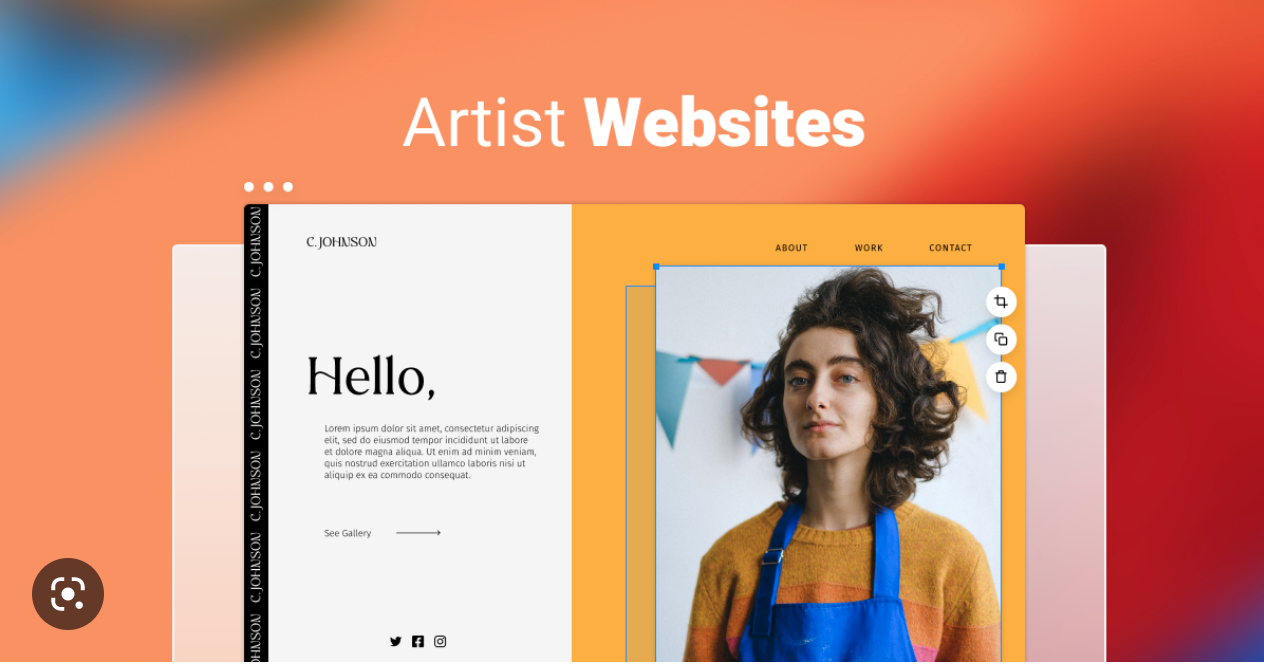 Artist Websites
C. JOHNSON
C. JOHNSON
C. JOHNSON
C. JOHNSON
C. JOHNSON
OHNSON
C. JOHNSON
ABOUT
WORK
CONTACT
Hello,
Lorem ipsum dolor sit amet, consectetur adipiscing
elit, sed do eiusmod tempor incididunt ut labore
et dolore magna aliqua. Ut enim ad minim veniam,
quis nostrud exercitation ullamco laboris nisi ut
aliquip ex ea commodo consequat.
See Gallery